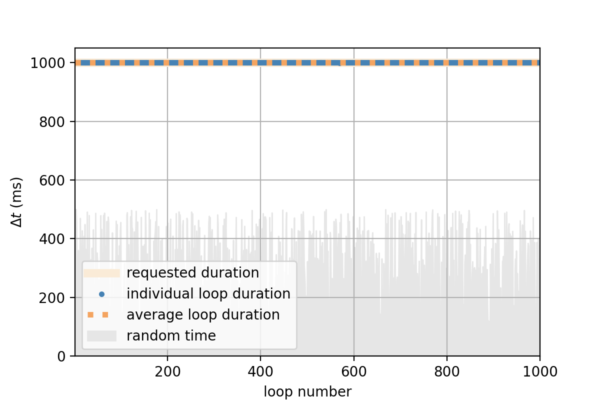 1000
800
600
400
200
0
Δt (ms)
requested duration
individual loop duration
average loop duration
random time
200 400 600 800 1000
loop number